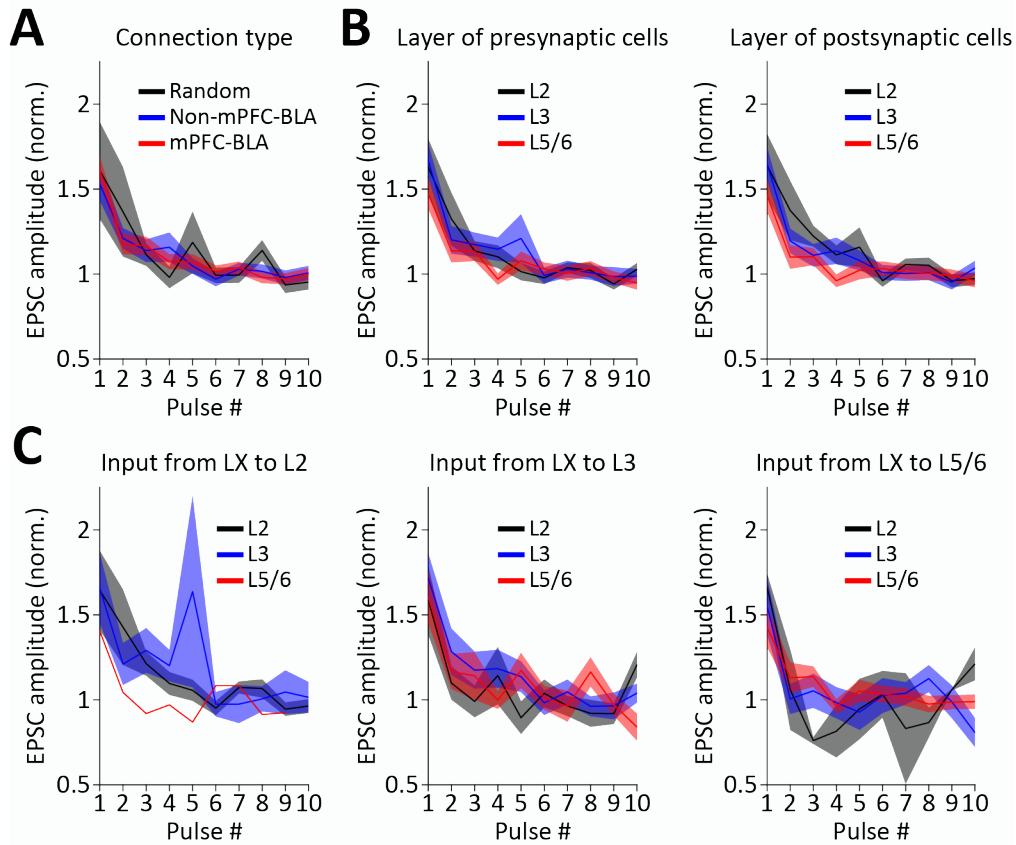 A
Connection type
EPSC amplitude (norm.)
2
1.5
1
0.5
Random
Non-mPFC-BLA
mPFC-BLA
1 2 3 4 5 6 7 8 9 10
Pulse #
B
Layer of presynaptic cells
EPSC amplitude (norm.)
2
1.5
1
0.5
L2
L3
L5/6
1 2 3 4 5 6 7 8 9 10
Pulse #
Layer of postsynaptic cells
EPSC amplitude (norm.)
2
1.5
1
0.5
L2
L3
L5/6
1 2 3 4 5 6 7 8 9 10
Pulse #
C
Input from LX to L2
EPSC amplitude (norm.)
2
1.5
1
0.5
L2
L3
L5/6
1 2 3 4 5 6 7 8 9 10
Pulse #
Input from LX to L3
EPSC amplitude (norm.)
2
1.5
1
0.5
L2
L3
L5/6
1 2 3 4 5 6 7 8 9 10
Pulse #
Input from LX to L5/6
EPSC amplitude (norm.)
2
1.5
1
0.5
L2
L3
L5/6
1 2 3 4 5 6 7 8 9 10
Pulse #